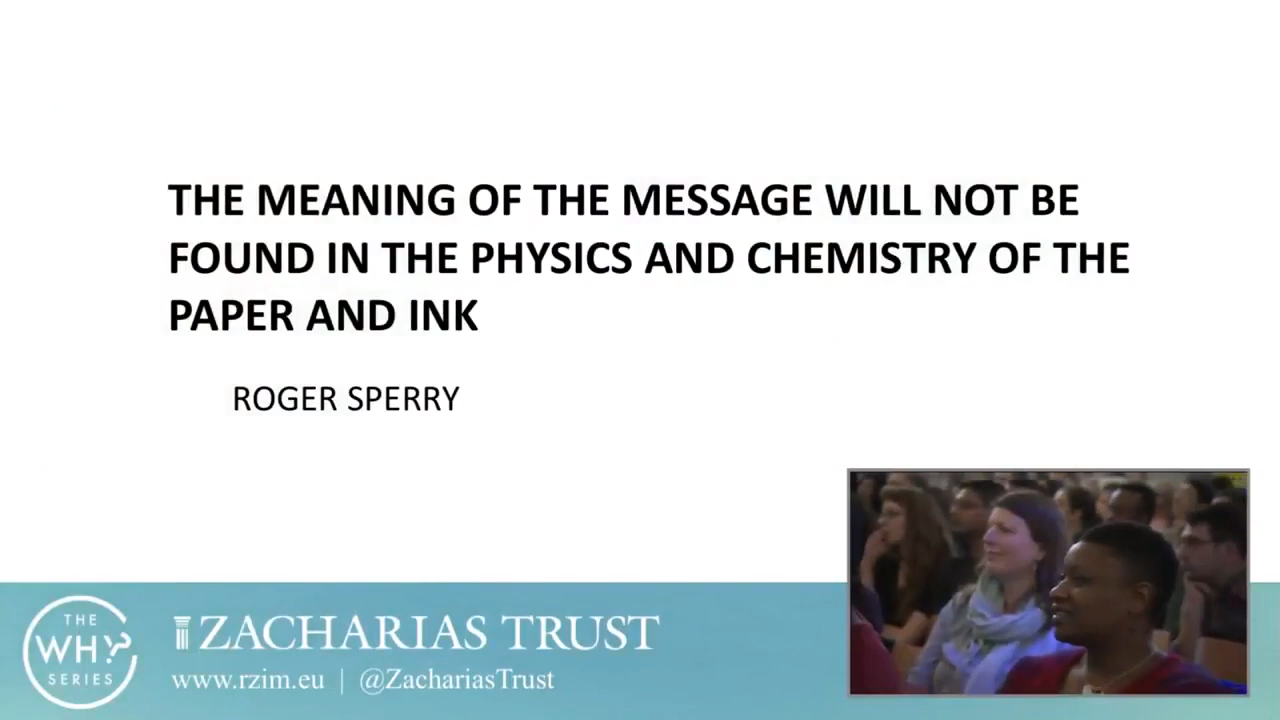 THE MEANING OF THE MESSAGE WILL NOT BE
FOUND IN THE PHYSICS AND CHEMISTRY OF THE
PAPER AND INK
ROGER SPERRY
THE
WH?
SERIES
ZACHARIAS TRUST
www.rzim.eu | @ZachariasTrust